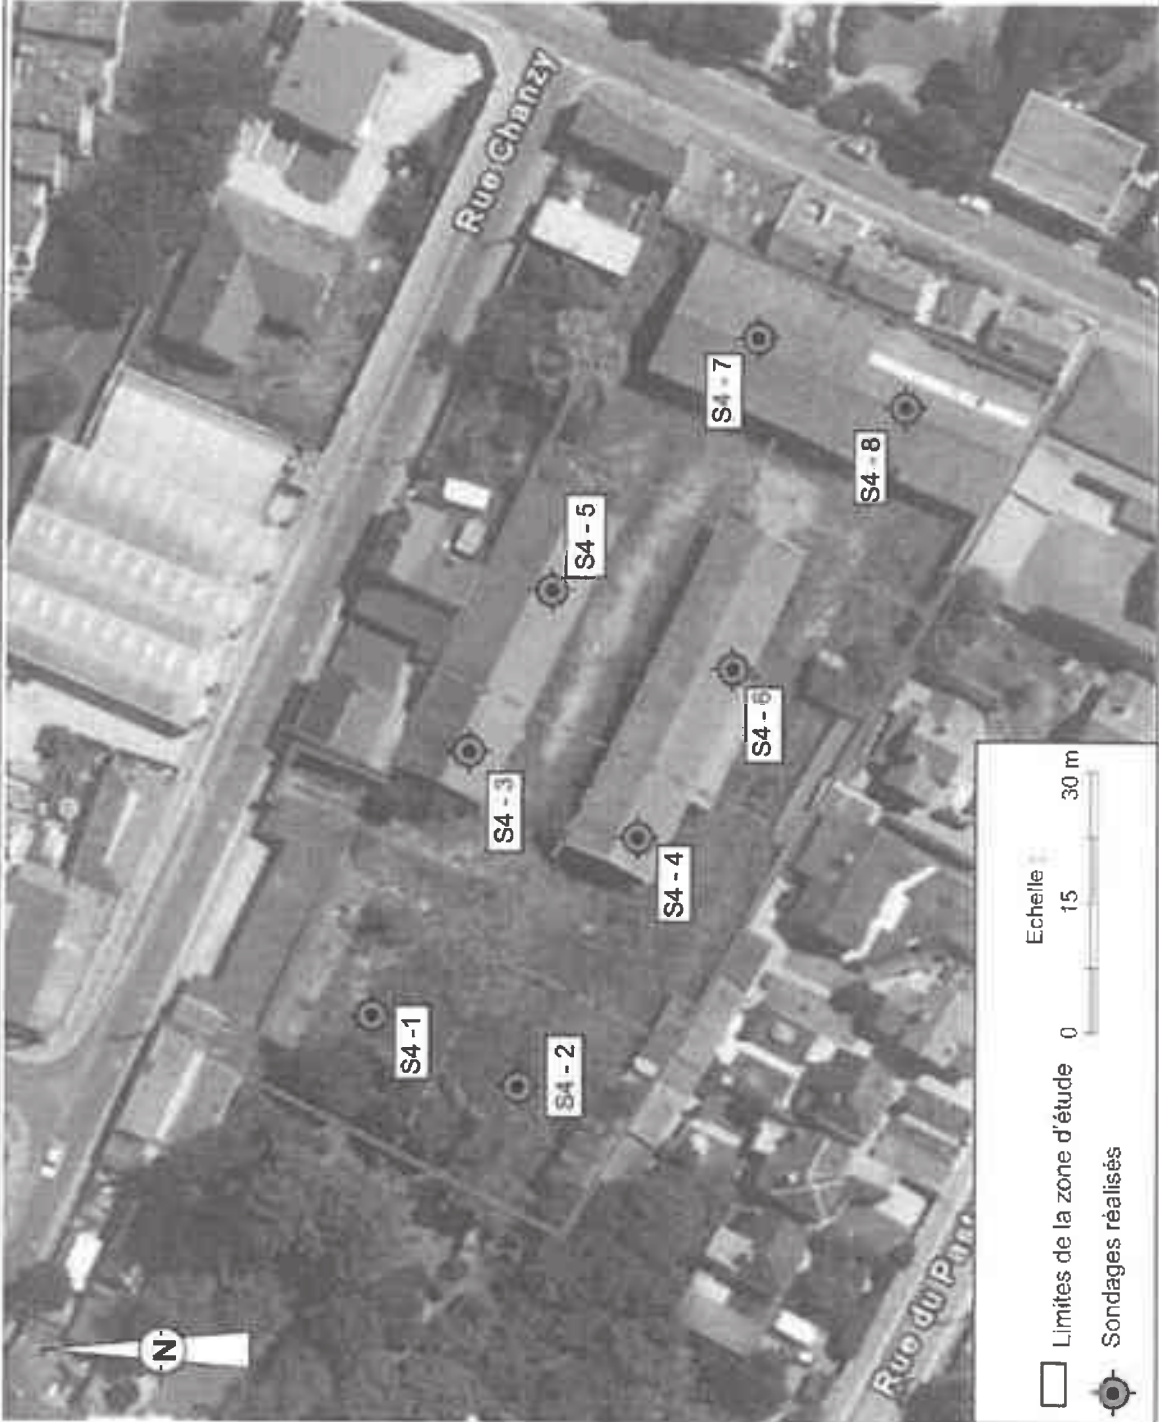 Rue Chanzy
S4 - 7
S4 - 8
S4 - 5
S4 - 6
S4 - 3
S4 - 4
S4 -1
S4 - 2
N
Rue du
Echelle :
0 15 30 m
Limites de la zone d'étude
Sondages réalisés